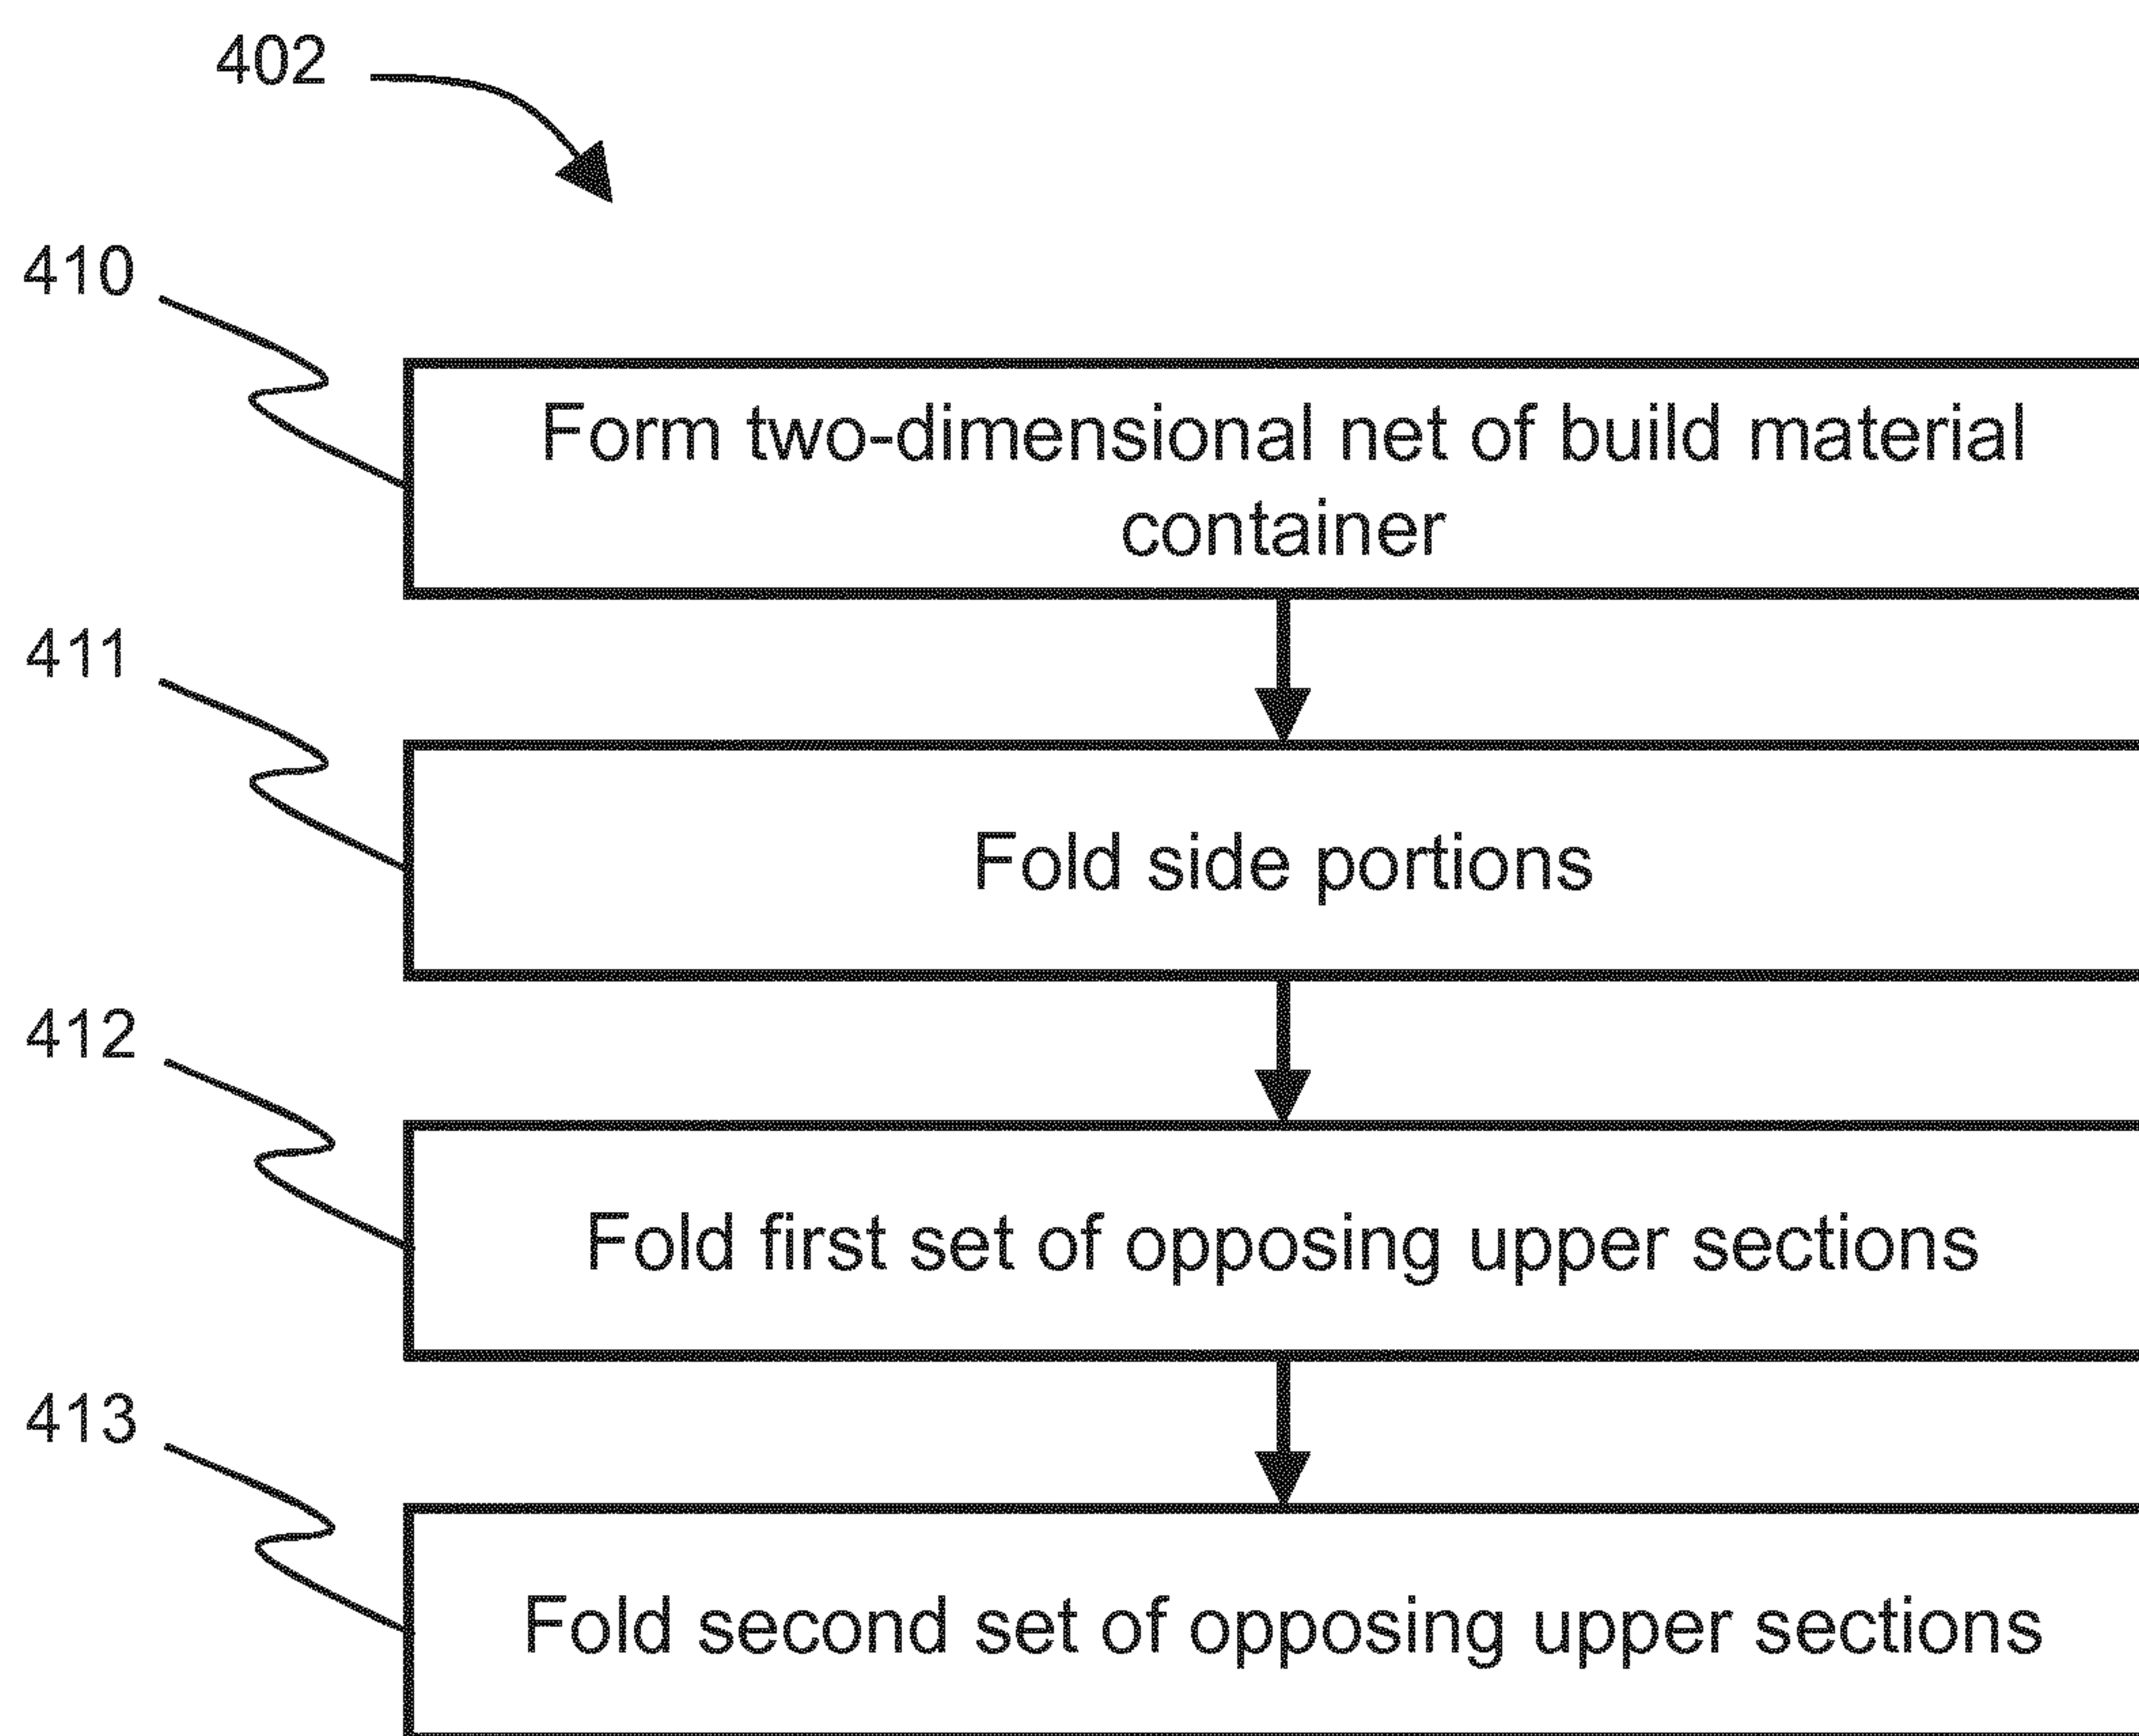 402
410
Form two-dimensional net of build material
container
411
Fold side portions
412
Fold first set of opposing upper sections
413
Fold second set of opposing upper sections